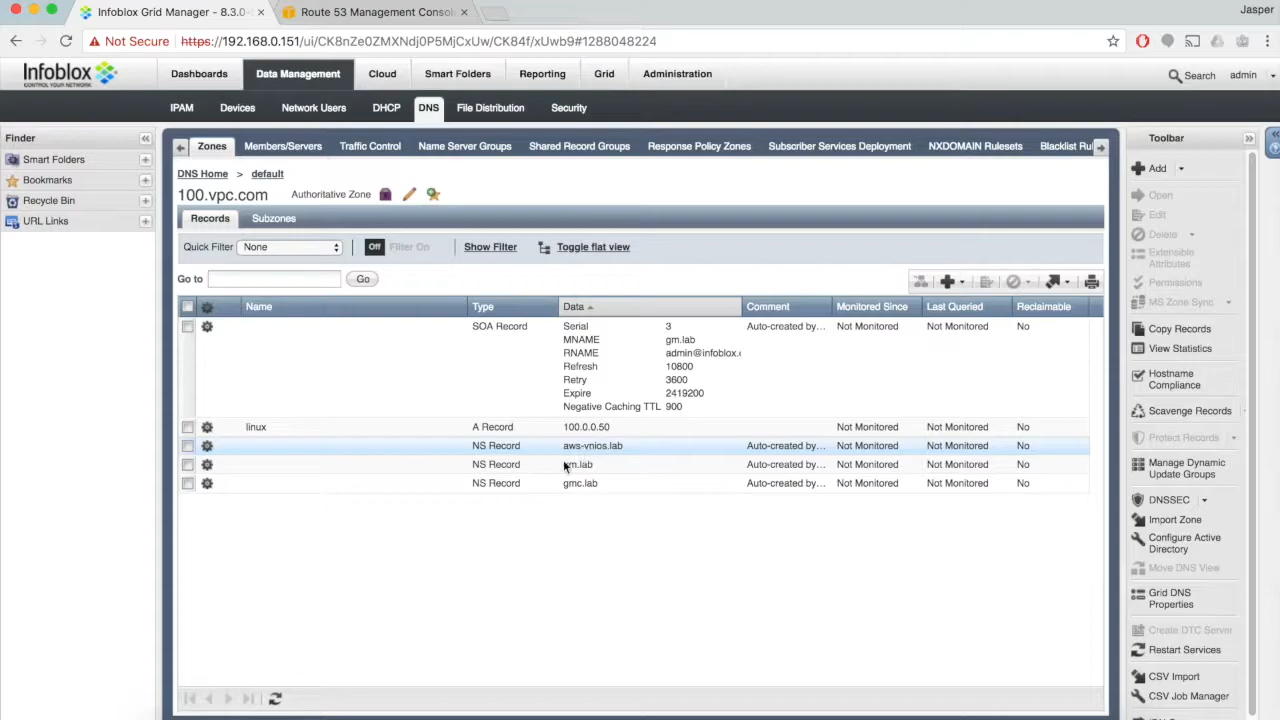 Infoblox Grid Manager - 8.3.0-
Route 53 Management Consol
Jasper
Not Secure https://192.168.0.151/ui/CK8nZe0ZMXNdj0P5MjCxUw/CK84f/xUwb9#1288048224
Infoblox
CONTROL YOUR NETWORK
Dashboards
Data Management
Cloud
Smart Folders
Reporting
Grid
Administration
Search
admin
IPAM
Devices
Network Users
DHCP
DNS
File Distribution
Security
Finder
Smart Folders
Bookmarks
Recycle Bin
URL Links
Zones
Members/Servers
Traffic Control
Name Server Groups
Shared Record Groups
Response Policy Zones
Subscriber Services Deployment
NXDOMAIN Rulesets
Blacklist Ru
DNS Home > default
100.vpc.com Authoritative Zone
Records
Subzones
Quick Filter None Off Filter On Show Filter Toggle flat view
Go to Go
Name Type Data Comment Monitored Since Last Queried Reclaimable
SOA Record Serial 3 Auto-created by... Not Monitored Not Monitored No
MNAME gm.lab
RNAME admin@infoblox.
Refresh 10800
Retry 3600
Expire 2419200
Negative Caching TTL 900
linux A Record 100.0.0.50 Not Monitored Not Monitored No
NS Record aws-vnios.lab Auto-created by... Not Monitored Not Monitored No
NS Record Auto-created by... Not Monitored Not Monitored No
NS Record gmc.lab Auto-created by... Not Monitored Not Monitored No
Toolbar
Add
Open
Edit
Delete
Extensible
Attributes
Permissions
MS Zone Sync
Copy Records
View Statistics
Hostname
Compliance
Scavenge Records
Protect Records
Manage Dynamic
Update Groups
DNSSEC
Import Zone
Configure Active
Directory
Move DNS View
Grid DNS
Properties
Create DTC Server
Restart Services
CSV Import
CSV Job Manager